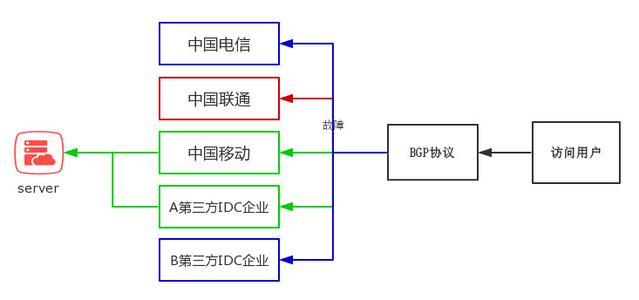 中国电信
中国联通
故障
中国移动
BGP协议
访问用户
server
A第三方IDC企业
B第三方IDC企业